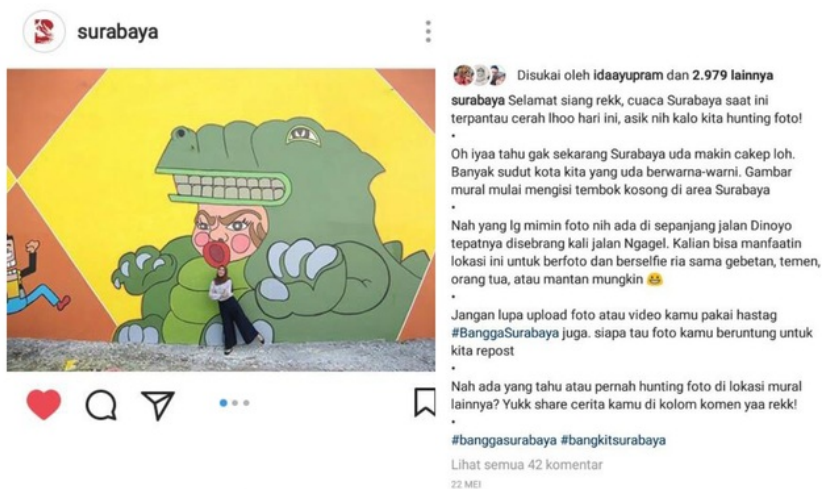 surabaya
Disukai oleh idaayupram dan 2.979 lainnya
surabaya Selamat siang rekk, cuaca Surabaya saat ini
terpantau cerah lhoo hari ini, asik nih kalo kita hunting foto!
•
Oh iyaa tahu gak sekarang Surabaya uda makin cakep loh.
Banyak sudut kota kita yang uda berwarna-warni. Gambar
mural mulai mengisi tembok kosong di area Surabaya
•
Nah yang lg mimin foto nih ada di sepanjang jalan Dinoyo
tepatnya disebrang kali jalan Ngagel. Kalian bisa manfaatin
lokasi ini untuk berfoto dan berselfie ria sama gebetan, temen,
orang tua, atau mantan mungkin 😆
•
Jangan lupa upload foto atau video kamu pakai hastag
#BanggaSurabaya juga. siapa tau foto kamu beruntung untuk
kita repost
•
Nah ada yang tahu atau pernah hunting foto di lokasi mural
lainnya? Yukk share cerita kamu di kolom komen yaa rekk!
•
#banggasurabaya #bangkitsurabaya
Lihat semua 42 komentar
22 MEI